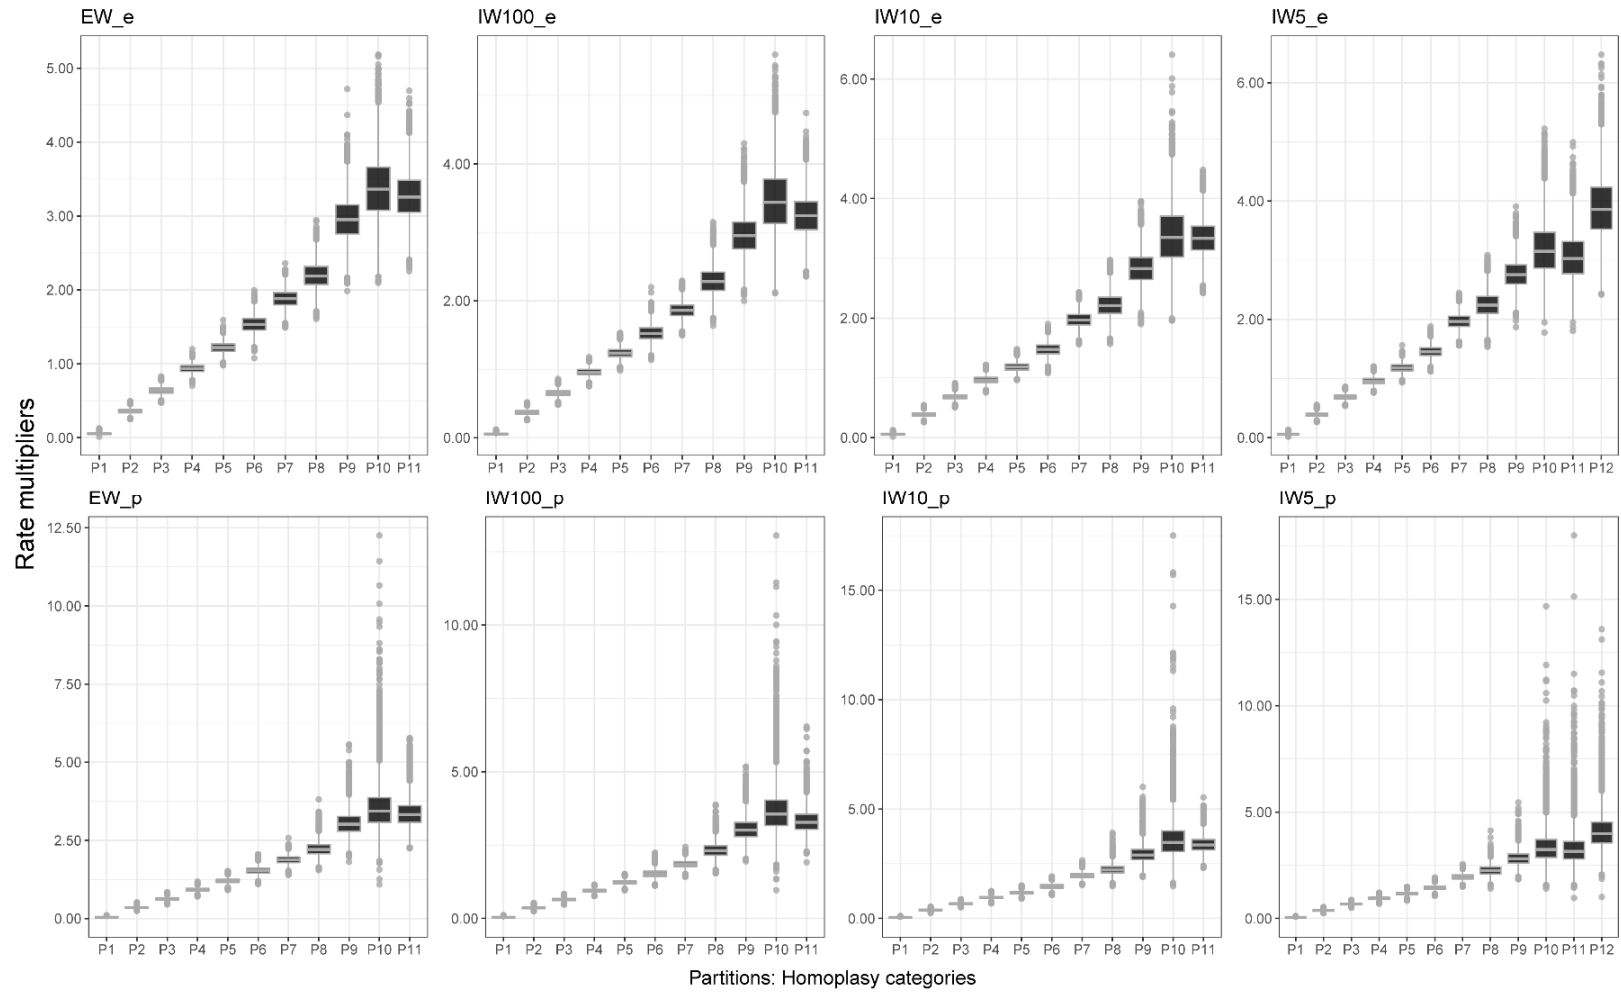 EW_e
IW100_e
IW10_e
IW5_e
5.00
4.00
3.00
2.00
1.00
0.00
4.00
2.00
0.00
6.00
4.00
2.00
0.00
6.00
4.00
2.00
0.00
P1 P2 P3 P4 P5 P6 P7 P8 P9 P10 P11
P1 P2 P3 P4 P5 P6 P7 P8 P9 P10 P11
P1 P2 P3 P4 P5 P6 P7 P8 P9 P10 P11
P1 P2 P3 P4 P5 P6 P7 P8 P9 P10 P11 P12
Rate multipliers
EW_p
IW100_p
IW10_p
IW5_p
12.50
10.00
7.50
5.00
2.50
0.00
10.00
5.00
0.00
15.00
10.00
5.00
0.00
15.00
10.00
5.00
0.00
P1 P2 P3 P4 P5 P6 P7 P8 P9 P10 P11
P1 P2 P3 P4 P5 P6 P7 P8 P9 P10 P11
P1 P2 P3 P4 P5 P6 P7 P8 P9 P10 P11
P1 P2 P3 P4 P5 P6 P7 P8 P9 P10 P11 P12
Partitions: Homoplasy categories